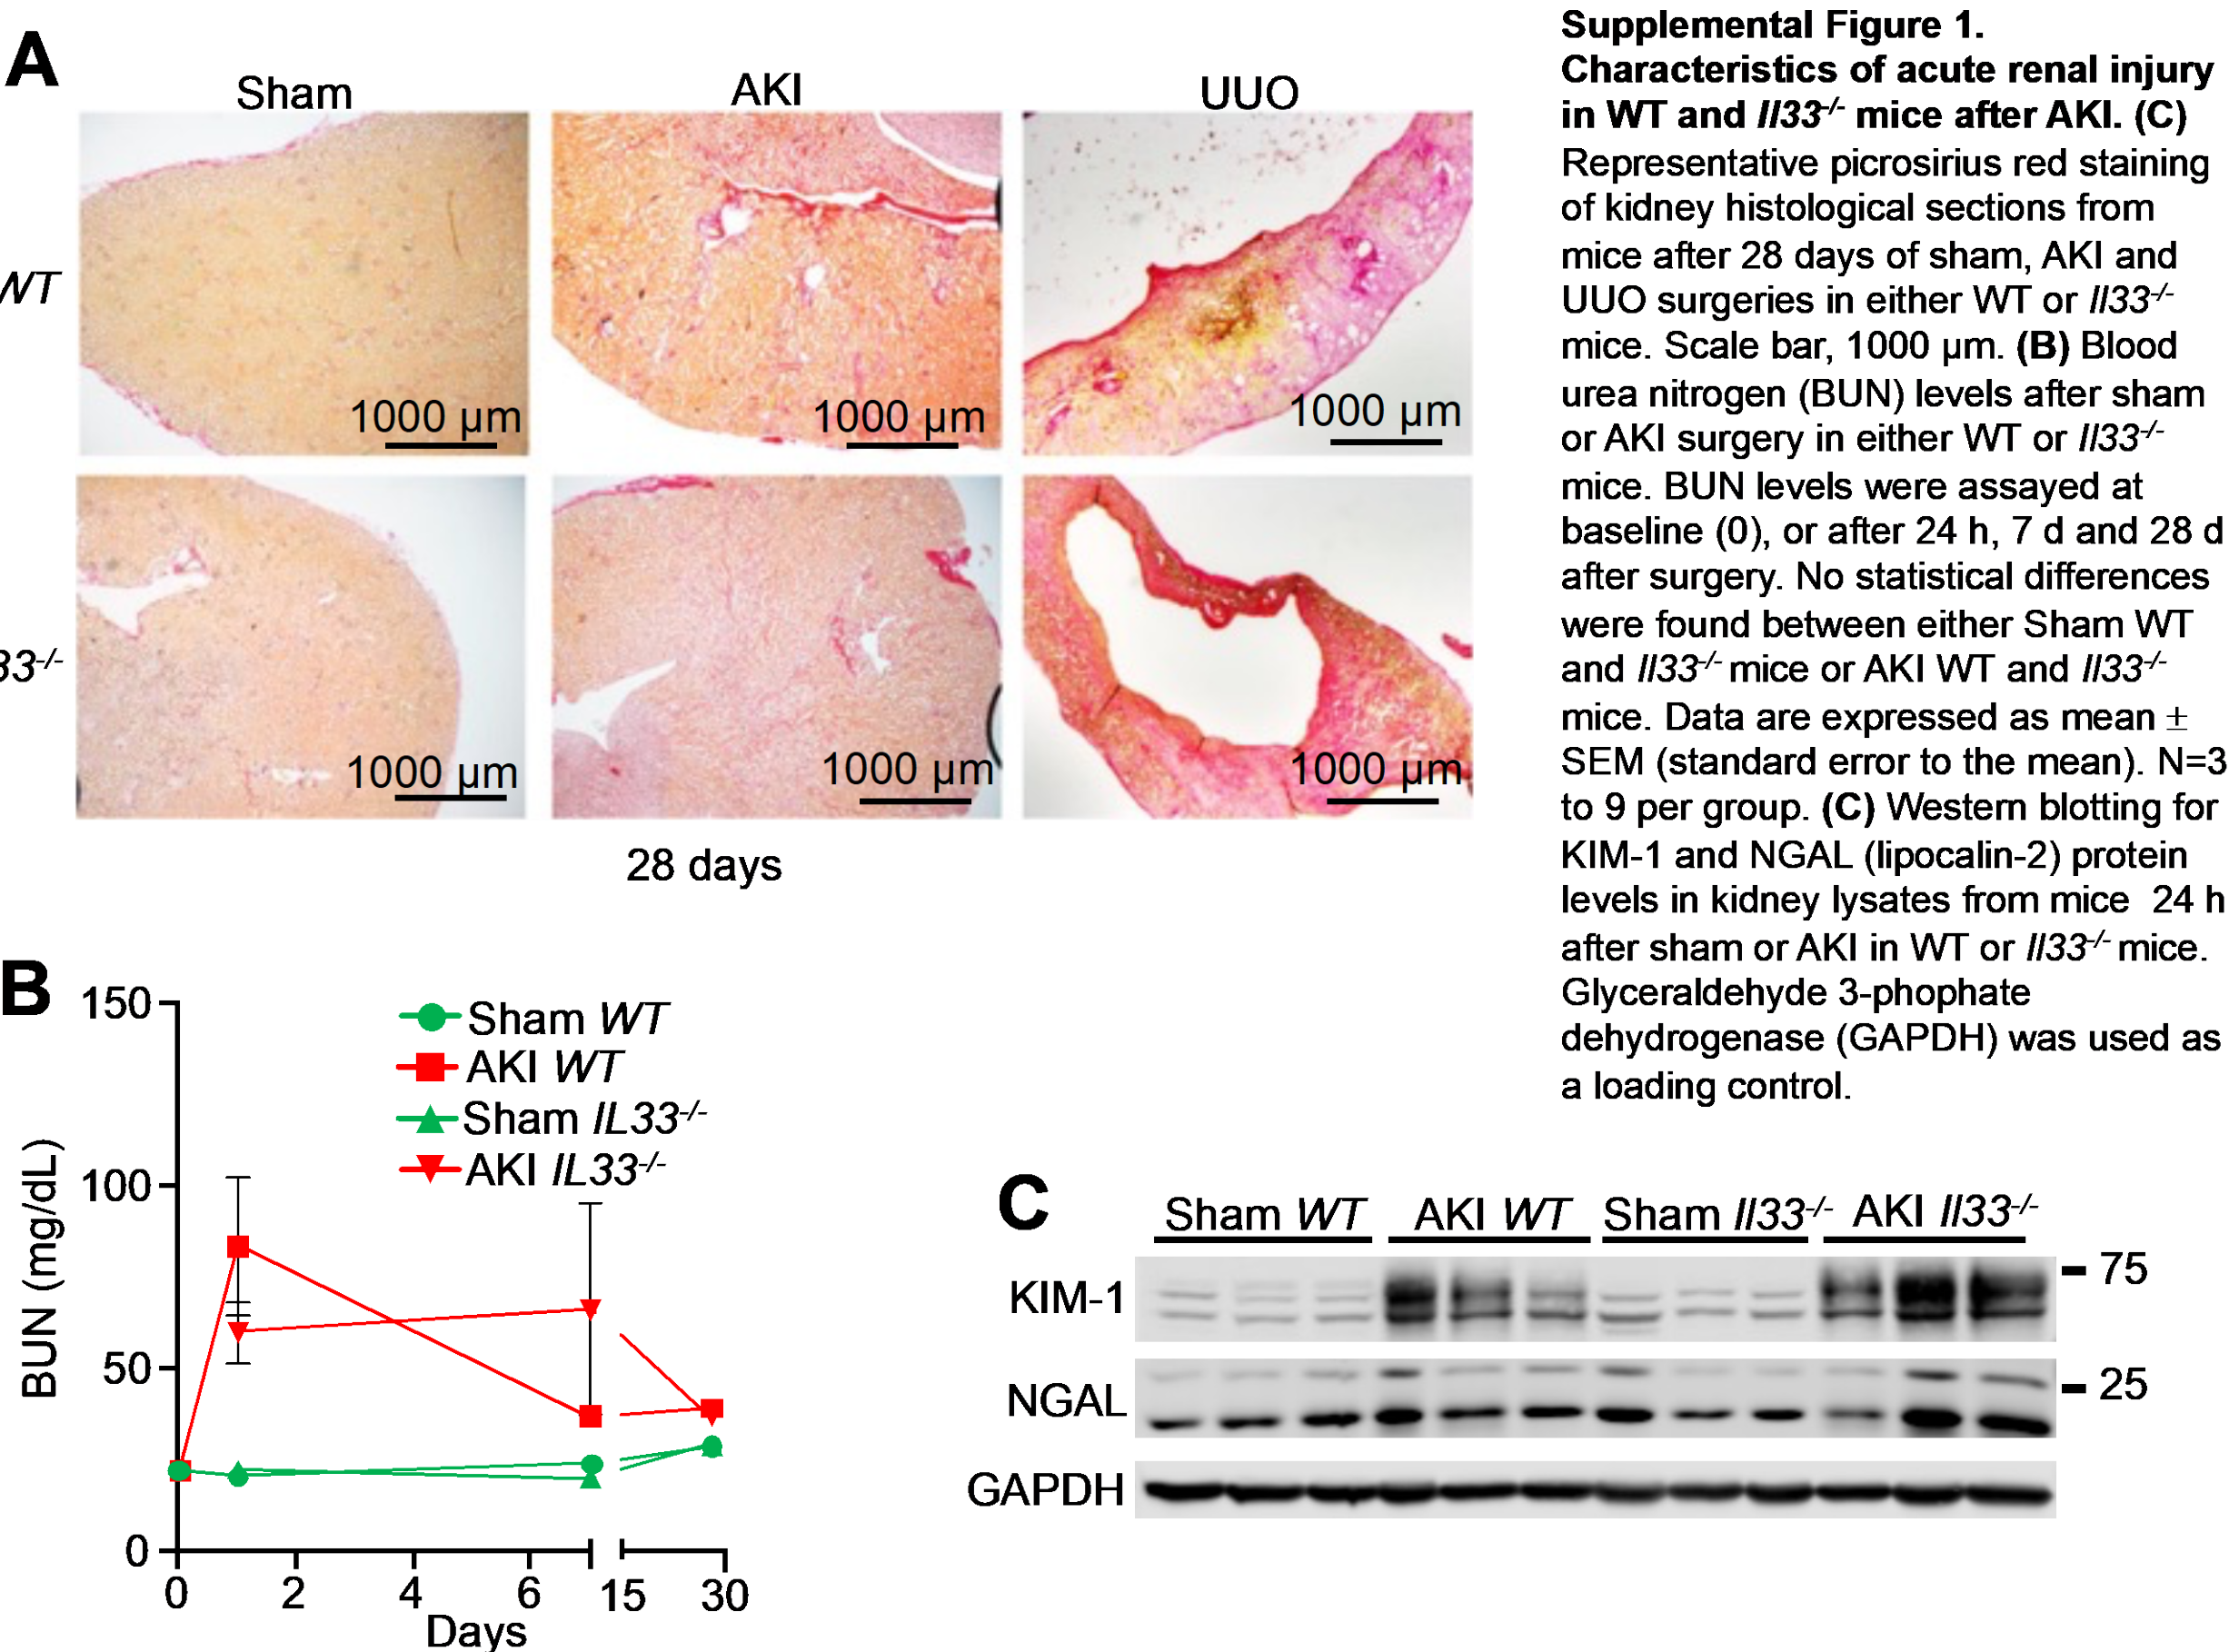 A
Sham
AKI
UUO
WT
1000 µm
1000 µm
1000 µm
33-/-
1000 µm
1000 µm
1000 µm
28 days
Supplemental Figure 1.
Characteristics of acute renal injury
in WT and Il33-/- mice after AKI. (C)
Representative picrosirius red staining
of kidney histological sections from
mice after 28 days of sham, AKI and
UUO surgeries in either WT or Il33-/-
mice. Scale bar, 1000 µm. (B) Blood
urea nitrogen (BUN) levels after sham
or AKI surgery in either WT or Il33-/-
mice. BUN levels were assayed at
baseline (0), or after 24 h, 7 d and 28 d
after surgery. No statistical differences
were found between either Sham WT
and Il33-/- mice or AKI WT and Il33-/-
mice. Data are expressed as mean ±
SEM (standard error to the mean). N=3
to 9 per group. (C) Western blotting for
KIM-1 and NGAL (lipocalin-2) protein
levels in kidney lysates from mice 24 h
after sham or AKI in WT or Il33-/- mice.
Glyceraldehyde 3-phophate
dehydrogenase (GAPDH) was used as
a loading control.
B
150
100
50
0
BUN (mg/dL)
Sham WT
AKI WT
Sham IL33-/-
AKI IL33-/-
0 2 4 6 15 30
Days
C
Sham WT AKI WT Sham Il33-/- AKI Il33-/-
KIM-1
75
NGAL
25
GAPDH